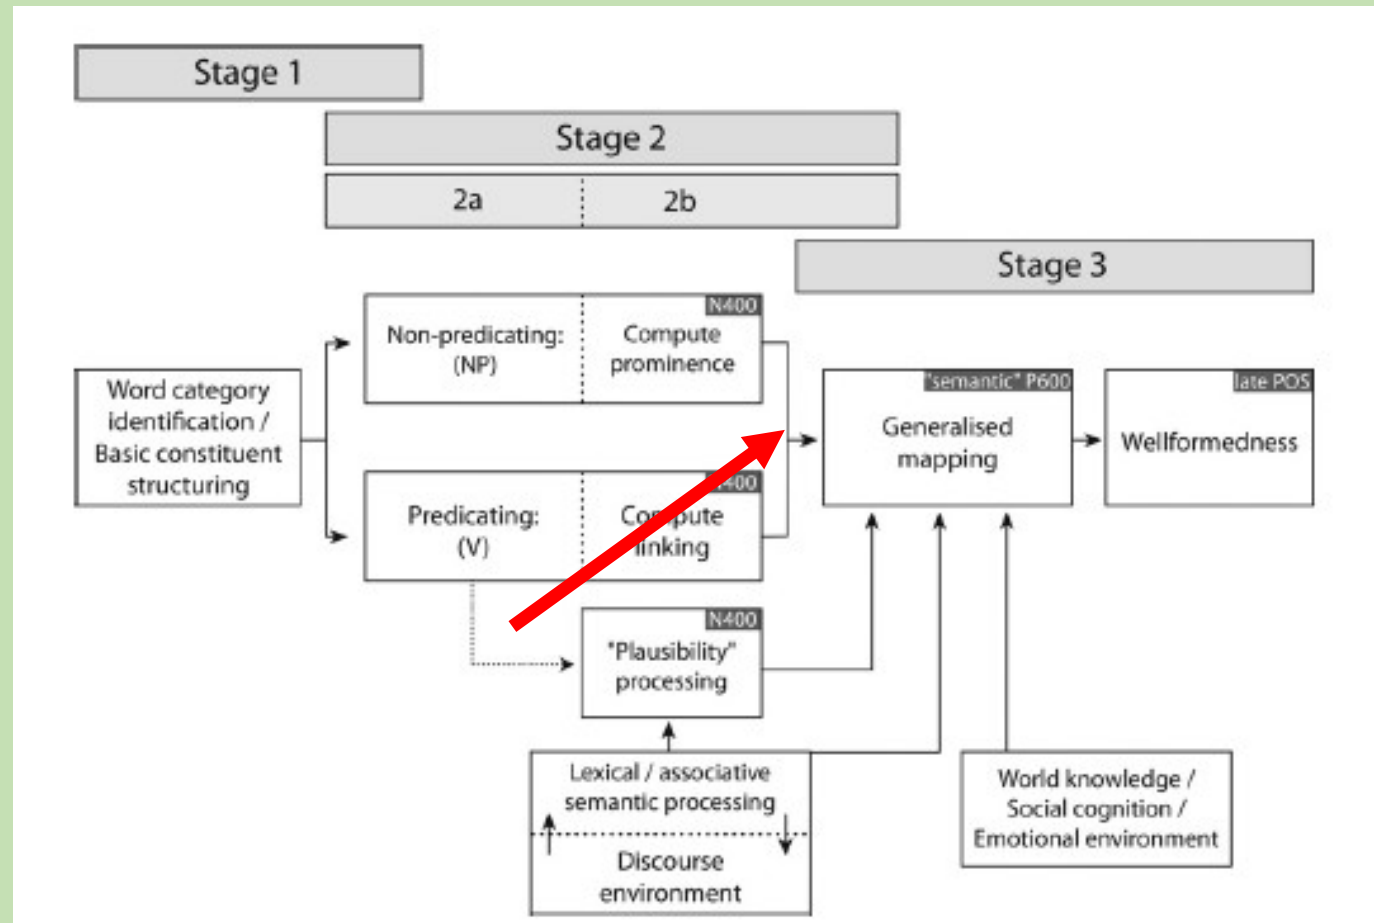 Stage 1
Stage 2
2a
2b
Stage 3
Non-predicating:
(NP)
N400
Compute
prominence
Word category
identification /
Basic constituent
structuring
"semantic" P600
Generalised
mapping
late POS
Wellformedness
Predicating:
(V)
N400
Compute
linking
N400
"Plausibility"
processing
Lexical / associative
semantic processing
Discourse
environment
World knowledge /
Social cognition /
Emotional environment